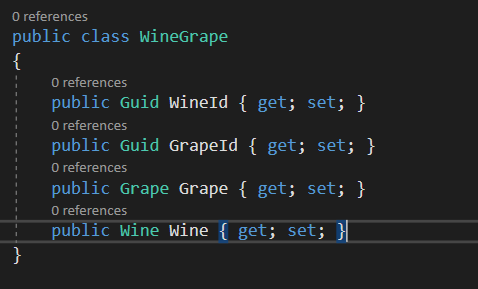 0 references
public class WineGrape
{
0 references
public Guid WineId { get; set; }
0 references
public Guid GrapeId { get; set; }
0 references
public Grape Grape { get; set; }
0 references
public Wine Wine { get; set; }
}